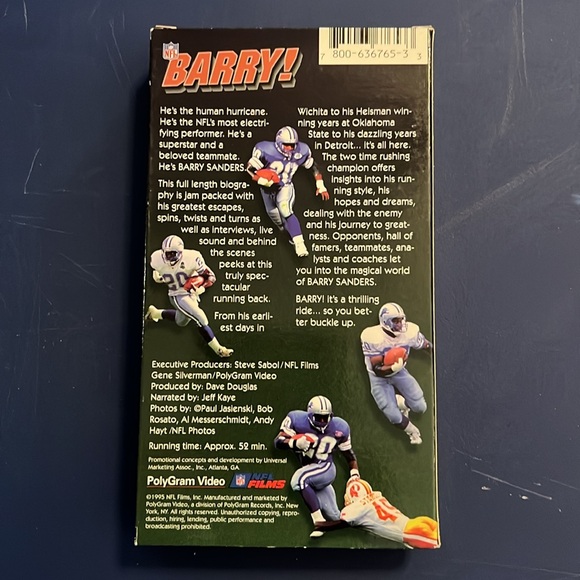 NFL
BARRY!
7 800-636765-3 3
He's the human hurricane.
He's the NFL's most electri-
fying performer. He's a
superstar and a
beloved teammate.
He's BARRY SANDERS.
This full length biogra-
phy is jam packed with
his greatest escapes,
spins, twists and turns as
well as interviews, live
sound and behind
the scenes
peeks at this
truly spec-
tacular
running back.
From his earli-
est days in
Wichita to his Heisman win-
ning years at Oklahoma
State to his dazzling years
in Detroit... it's all here.
The two time rushing
champion offers
insights into his run-
ning style, his
hopes and dreams,
dealing with the enemy
and his journey to great-
ness. Opponents, hall of
famers, teammates, ana-
lysts and coaches let
you into the magical world
of BARRY SANDERS.
BARRY! it's a thrilling
ride... so you bet-
ter buckle up.
20
20
20
Executive Producers: Steve Sabol/NFL Films
Gene Silverman/PolyGram Video
Produced by: Dave Douglas
Narrated by: Jeff Kaye
Photos by: ©Paul Jasienski, Bob
Rosato, Al Messerschmidt, Andy
Hayt /NFL Photos
Running time: Approx. 52 min.
Promotional concepts and development by Universal
Marketing Assoc., Inc., Atlanta, GA
PolyGram Video
NFL FILMS
©1995 NFL Films, Inc. Manufactured and marketed by
PolyGram Video, a division of PolyGram Records, Inc. New
York, NY. All rights reserved. Unauthorized copying, repro-
duction, hiring, lending, public performance and
broadcasting prohibited.